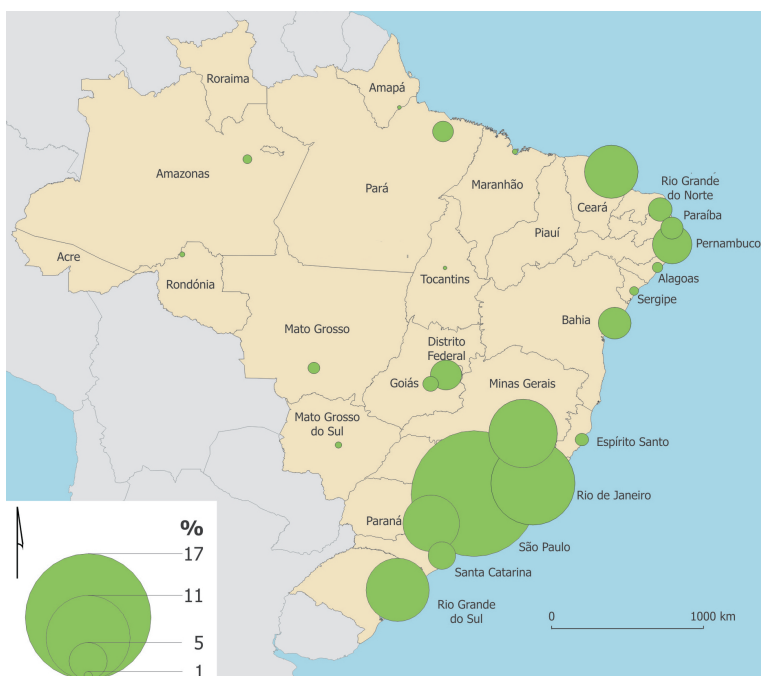 Roraima
Amapá
Amazonas
Pará
Maranhão
Ceará
Rio Grande
do Norte
Paraíba
Piauí
Pernambuco
Acre
Rondónia
Tocantins
Alagoas
Sergipe
Mato Grosso
Bahia
Distrito
Federal
Goiás
Minas Gerais
Mato Grosso
do Sul
Espírito Santo
Rio de Janeiro
Paraná
São Paulo
Santa Catarina
Rio Grande
do Sul
%
17
11
5
1
0
1000 km